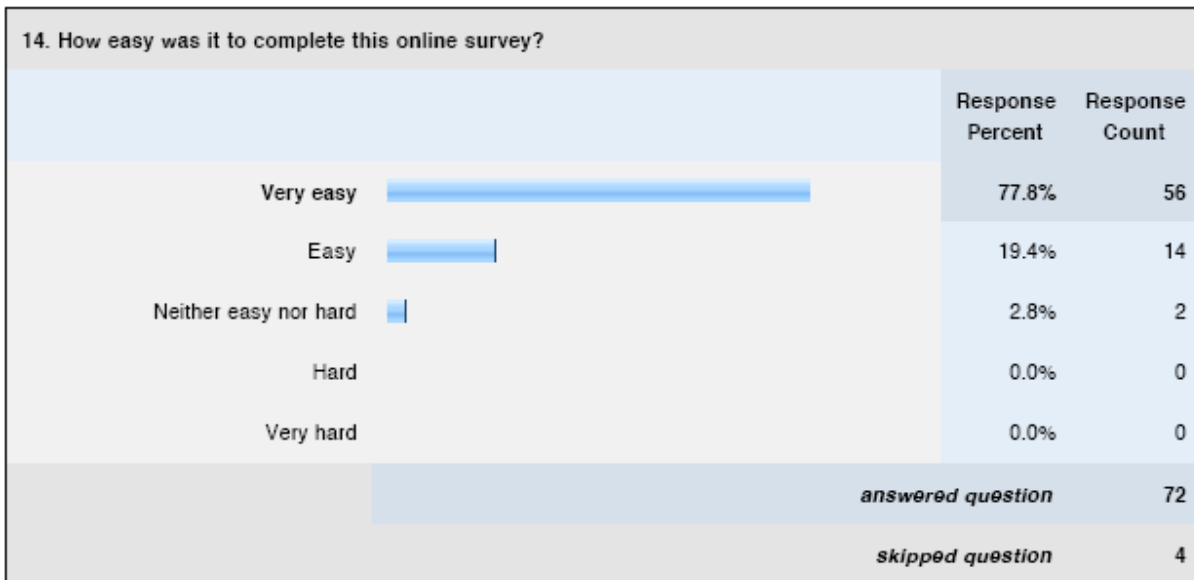 14. How easy was it to complete this online survey?
Response Percent
Response Count
Very easy 77.8% 56
Easy 19.4% 14
Neither easy nor hard 2.8% 2
Hard 0.0% 0
Very hard 0.0% 0
answered question 72
skipped question 4